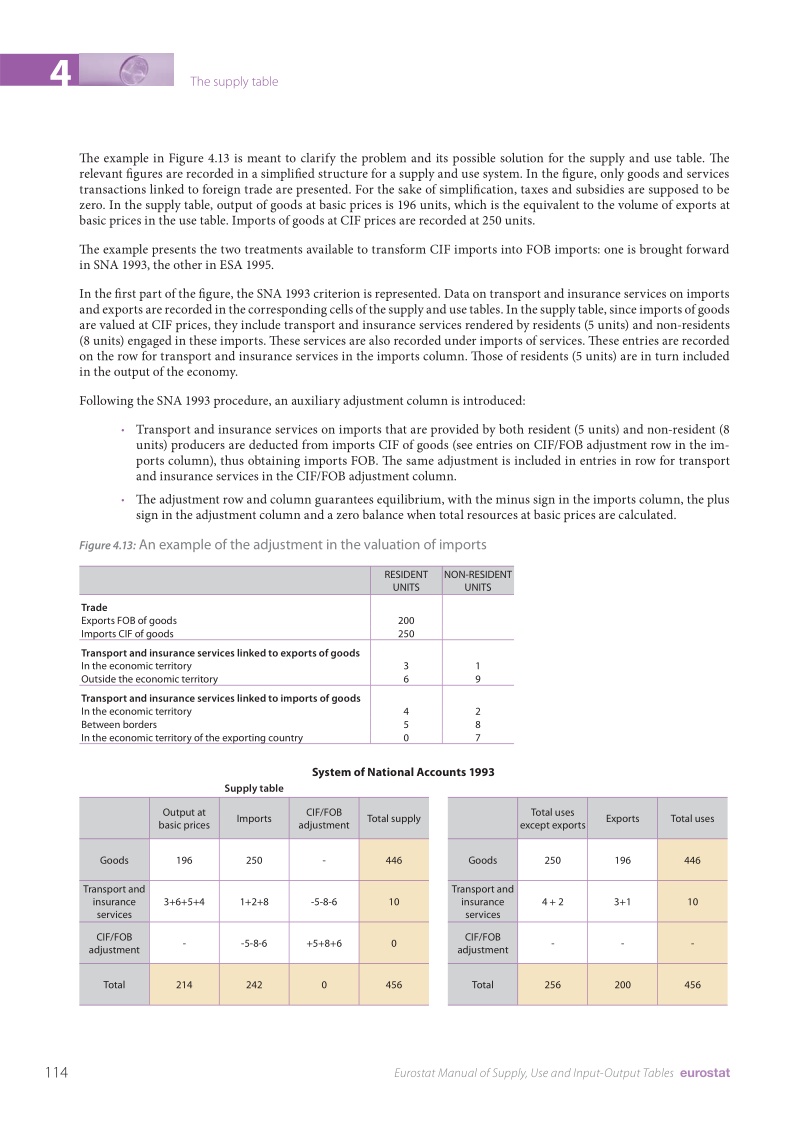 4
The supply table
The example in Figure 4.13 is meant to clarify the problem and its possible solution for the supply and use table. The
relevant figures are recorded in a simplified structure for a supply and use system. In the figure, only goods and services
transactions linked to foreign trade are presented. For the sake of simplification, taxes and subsidies are supposed to be
zero. In the supply table, output of goods at basic prices is 196 units, which is the equivalent to the volume of exports at
basic prices in the use table. Imports of goods at CIF prices are recorded at 250 units.
The example presents the two treatments available to transform CIF imports into FOB imports: one is brought forward
in SNA 1993, the other in ESA 1995.
In the first part of the figure, the SNA 1993 criterion is represented. Data on transport and insurance services on imports
and exports are recorded in the corresponding cells of the supply and use tables. In the supply table, since imports of goods
are valued at CIF prices, they include transport and insurance services rendered by residents (5 units) and non-residents
(8 units) engaged in these imports. These services are also recorded under imports of services. These entries are recorded
on the row for transport and insurance services in the imports column. Those of residents (5 units) are in turn included
in the output of the economy.
Following the SNA 1993 procedure, an auxiliary adjustment column is introduced:
• Transport and insurance services on imports that are provided by both resident (5 units) and non-resident (8
units) producers are deducted from imports CIF of goods (see entries on CIF/FOB adjustment row in the im-
ports column), thus obtaining imports FOB. The same adjustment is included in entries in row for transport
and insurance services in the CIF/FOB adjustment column.
• The adjustment row and column guarantees equilibrium, with the minus sign in the imports column, the plus
sign in the adjustment column and a zero balance when total resources at basic prices are calculated.
Figure 4.13: An example of the adjustment in the valuation of imports
RESIDENT UNITS NON-RESIDENT UNITS
Trade
Exports FOB of goods 200
Imports CIF of goods 250
Transport and insurance services linked to exports of goods
In the economic territory 3 1
Outside the economic territory 6 9
Transport and insurance services linked to imports of goods
In the economic territory 4 2
Between borders 5 8
In the economic territory of the exporting country 0 7
System of National Accounts 1993
Supply table
Output at basic prices Imports CIF/FOB adjustment Total supply
Goods 196 250 - 446
Transport and insurance services 3+6+5+4 1+2+8 -5-8-6 10
CIF/FOB adjustment - -5-8-6 +5+8+6 0
Total 214 242 0 456
Total uses except exports Exports Total uses
Goods 250 196 446
Transport and insurance services 4 + 2 3+1 10
CIF/FOB adjustment - - -
Total 256 200 456
114
Eurostat Manual of Supply, Use and Input-Output Tables eurostat